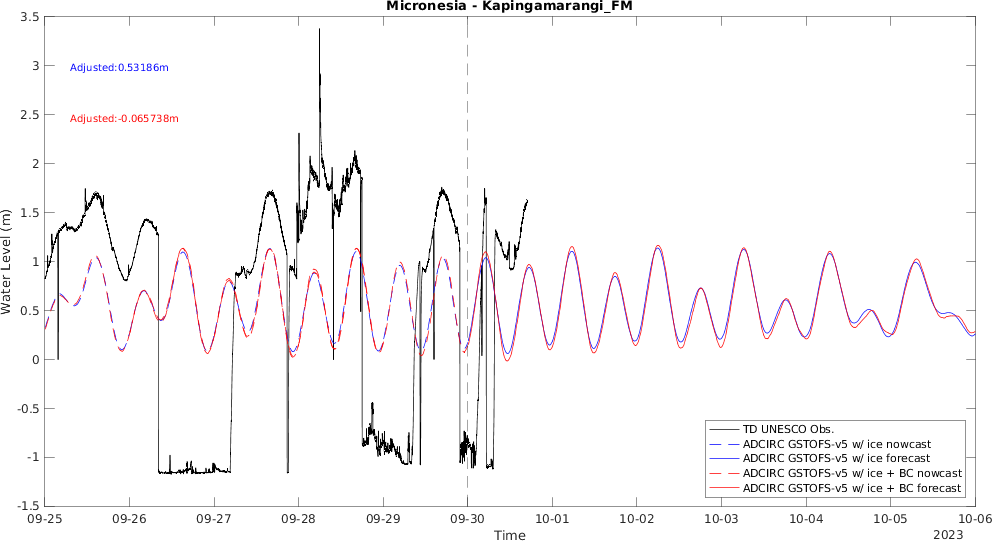 Micronesia - Kapingamarangi_FM
Adjusted:0.53186m
Adjusted:-0.065738m
Water Level (m)
3.5
3
2.5
2
1.5
1
0.5
0
-0.5
-1
-1.5
TD UNESCO Obs.
ADCIRC GSTOFS-v5 w/ ice nowcast
ADCIRC GSTOFS-v5 w/ ice forecast
ADCIRC GSTOFS-v5 w/ ice + BC nowcast
ADCIRC GSTOFS-v5 w/ ice + BC forecast
09-25 09-26 09-27 09-28 09-29 09-30 10-01 10-02 10-03 10-04 10-05 10-06
Time
2023